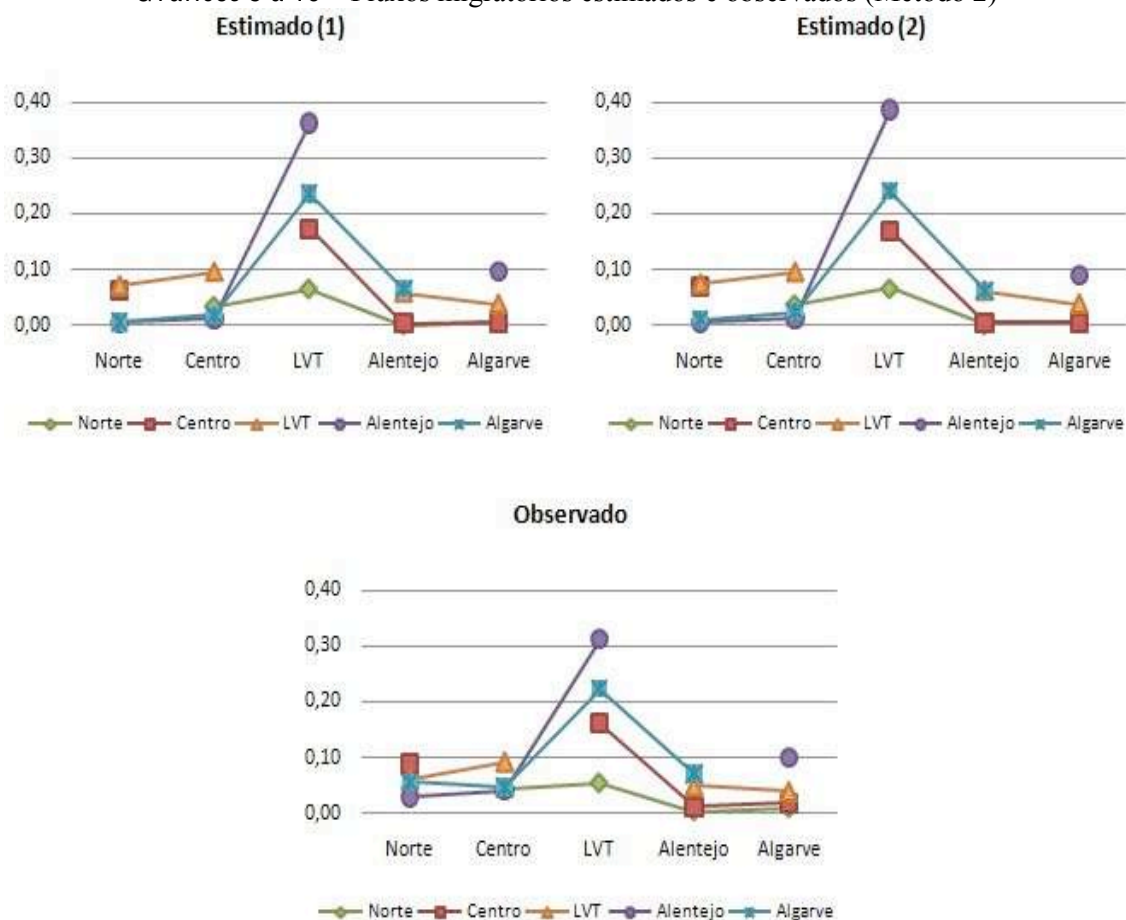 Estimado (1)
0,40
0,30
0,20
0,10
0,00
Norte Centro LVT Alentejo Algarve
Norte Centro LVT Alentejo Algarve
Estimado (2)
0,40
0,30
0,20
0,10
0,00
Norte Centro LVT Alentejo Algarve
Norte Centro LVT Alentejo Algarve
Observado
0,40
0,30
0,20
0,10
0,00
Norte Centro LVT Alentejo Algarve
Norte Centro LVT Alentejo Algarve